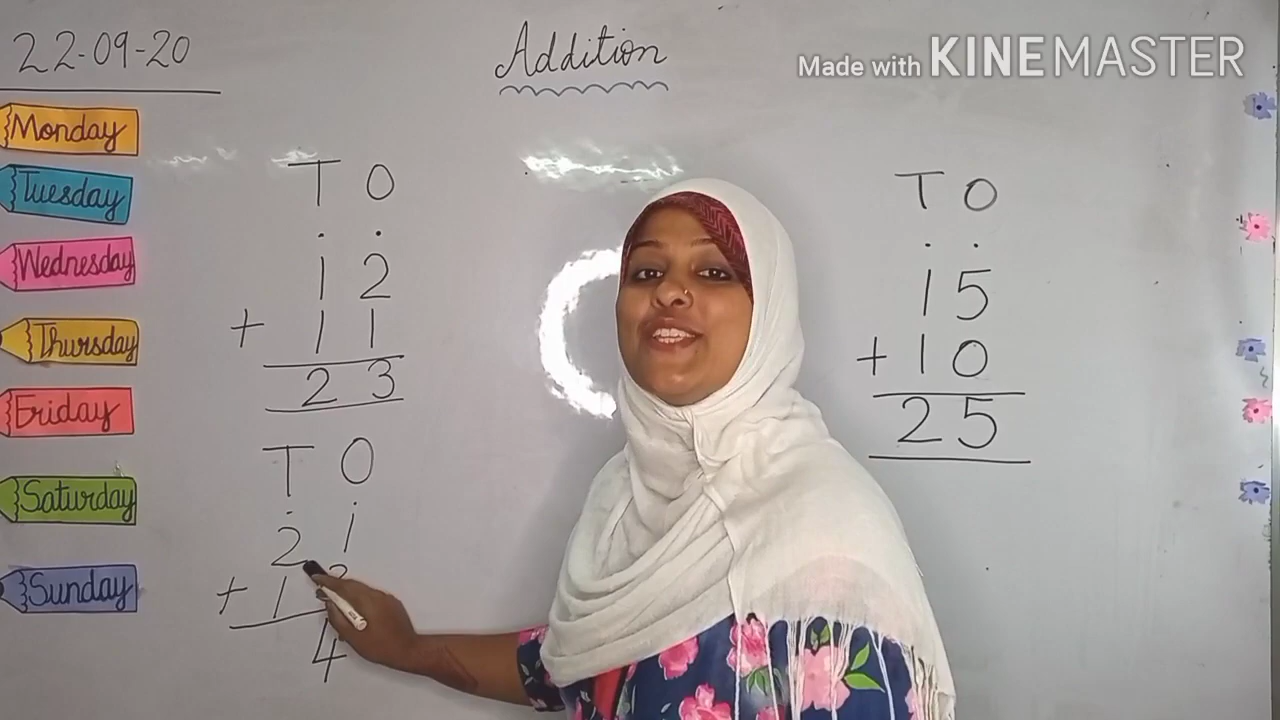 22-09-20
Addition
Made with KINEMASTER
Monday
Tuesday
Wednesday
Thursday
Friday
Saturday
Sunday
T O
1 2
+ 1 1
2 3
T O
2 1
+ 1
4
T O
1 5
+ 1 0
2 5